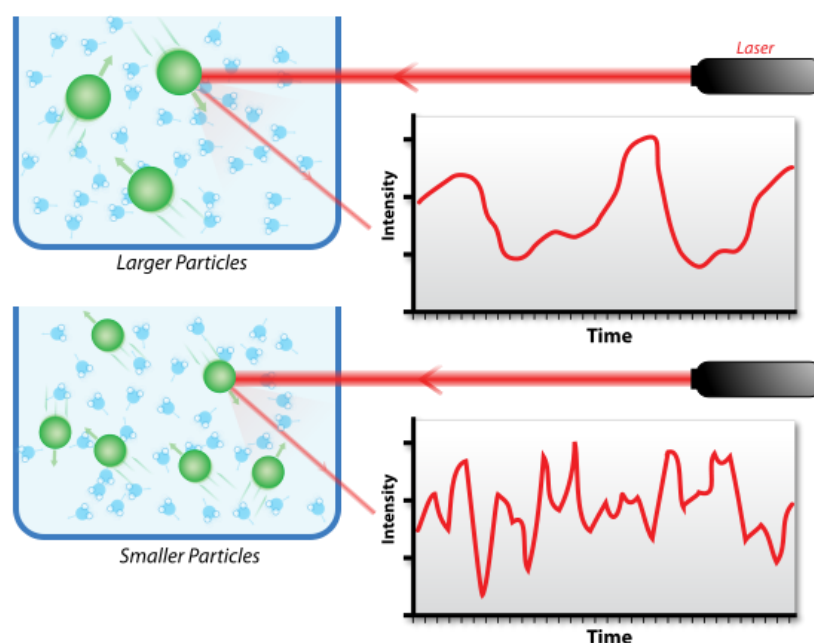 Laser
Intensity
Time
Larger Particles
Intensity
Time
Smaller Particles